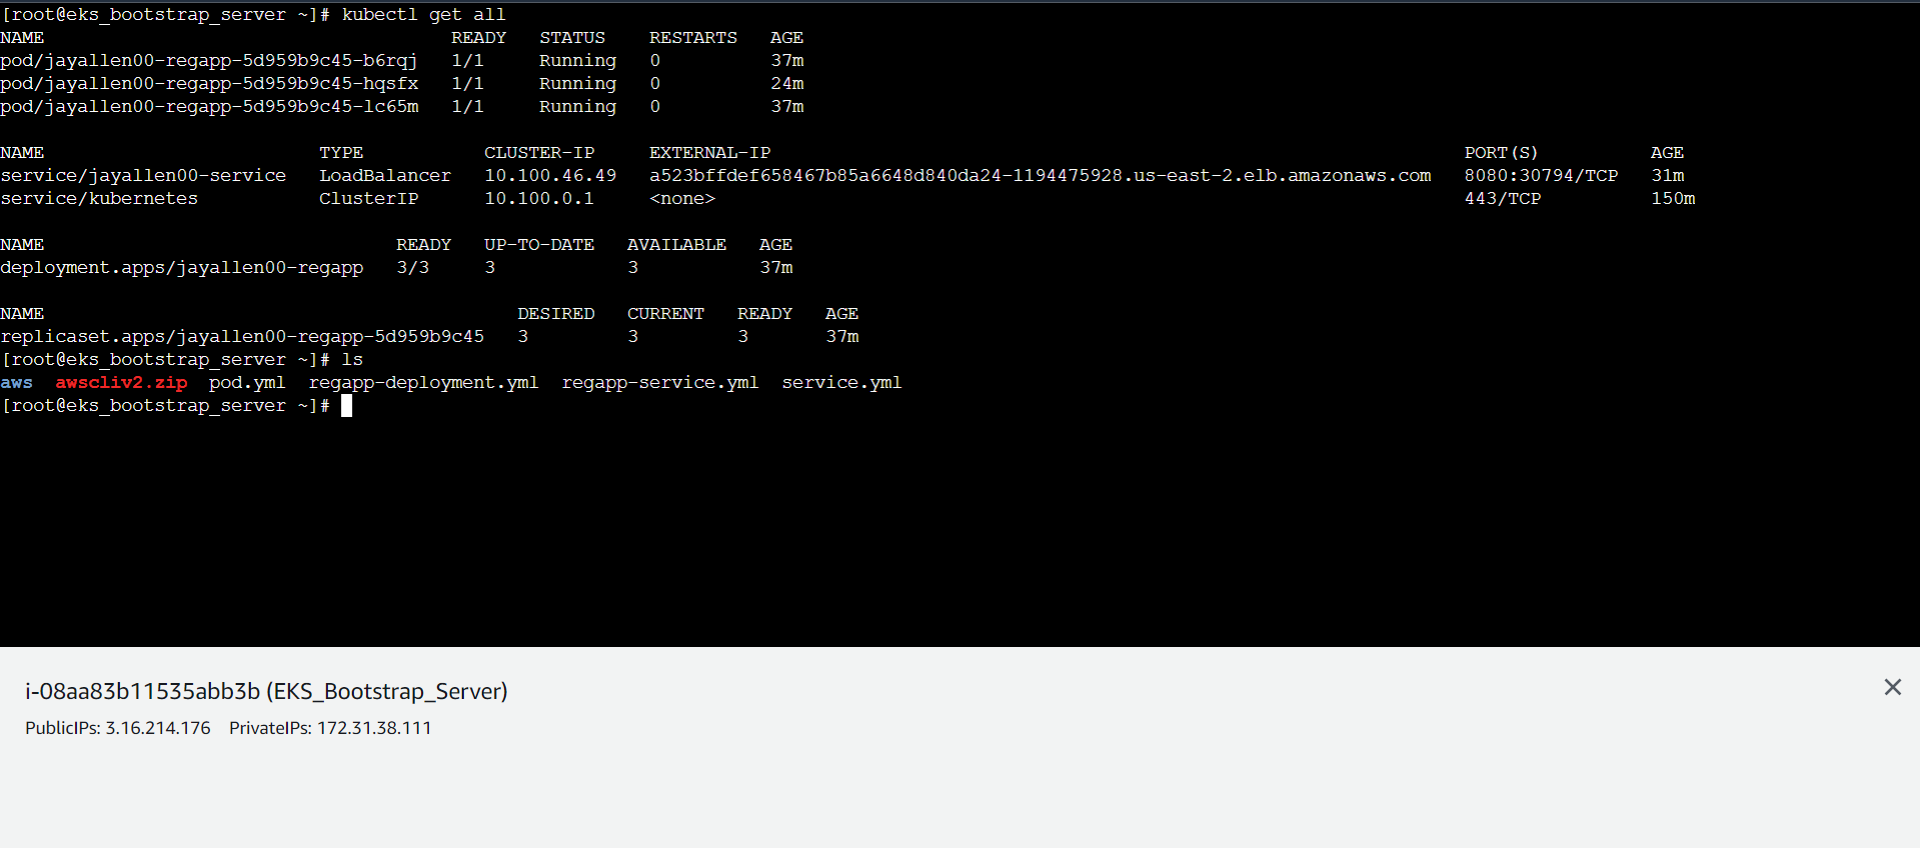 [root@eks_bootstrap_server ~]# kubectl get all
NAME READY STATUS RESTARTS AGE
pod/jayallen00-regapp-5d959b9c45-b6rqj 1/1 Running 0 37m
pod/jayallen00-regapp-5d959b9c45-hqsfx 1/1 Running 0 24m
pod/jayallen00-regapp-5d959b9c45-lc65m 1/1 Running 0 37m
NAME TYPE CLUSTER-IP EXTERNAL-IP PORT(S) AGE
service/jayallen00-service LoadBalancer 10.100.46.49 a523bffdef658467b85a6648d840da24-1194475928.us-east-2.elb.amazonaws.com 8080:30794/TCP 31m
service/kubernetes ClusterIP 10.100.0.1 <none> 443/TCP 150m
NAME READY UP-TO-DATE AVAILABLE AGE
deployment.apps/jayallen00-regapp 3/3 3 3 37m
NAME DESIRED CURRENT READY AGE
replicaset.apps/jayallen00-regapp-5d959b9c45 3 3 3 37m
[root@eks_bootstrap_server ~]# ls
aws awscliv2.zip pod.yml regapp-deployment.yml regapp-service.yml service.yml
[root@eks_bootstrap_server ~]#
i-08aa83b11535abb3b (EKS_Bootstrap_Server)
PublicIPs: 3.16.214.176 PrivateIPs: 172.31.38.111